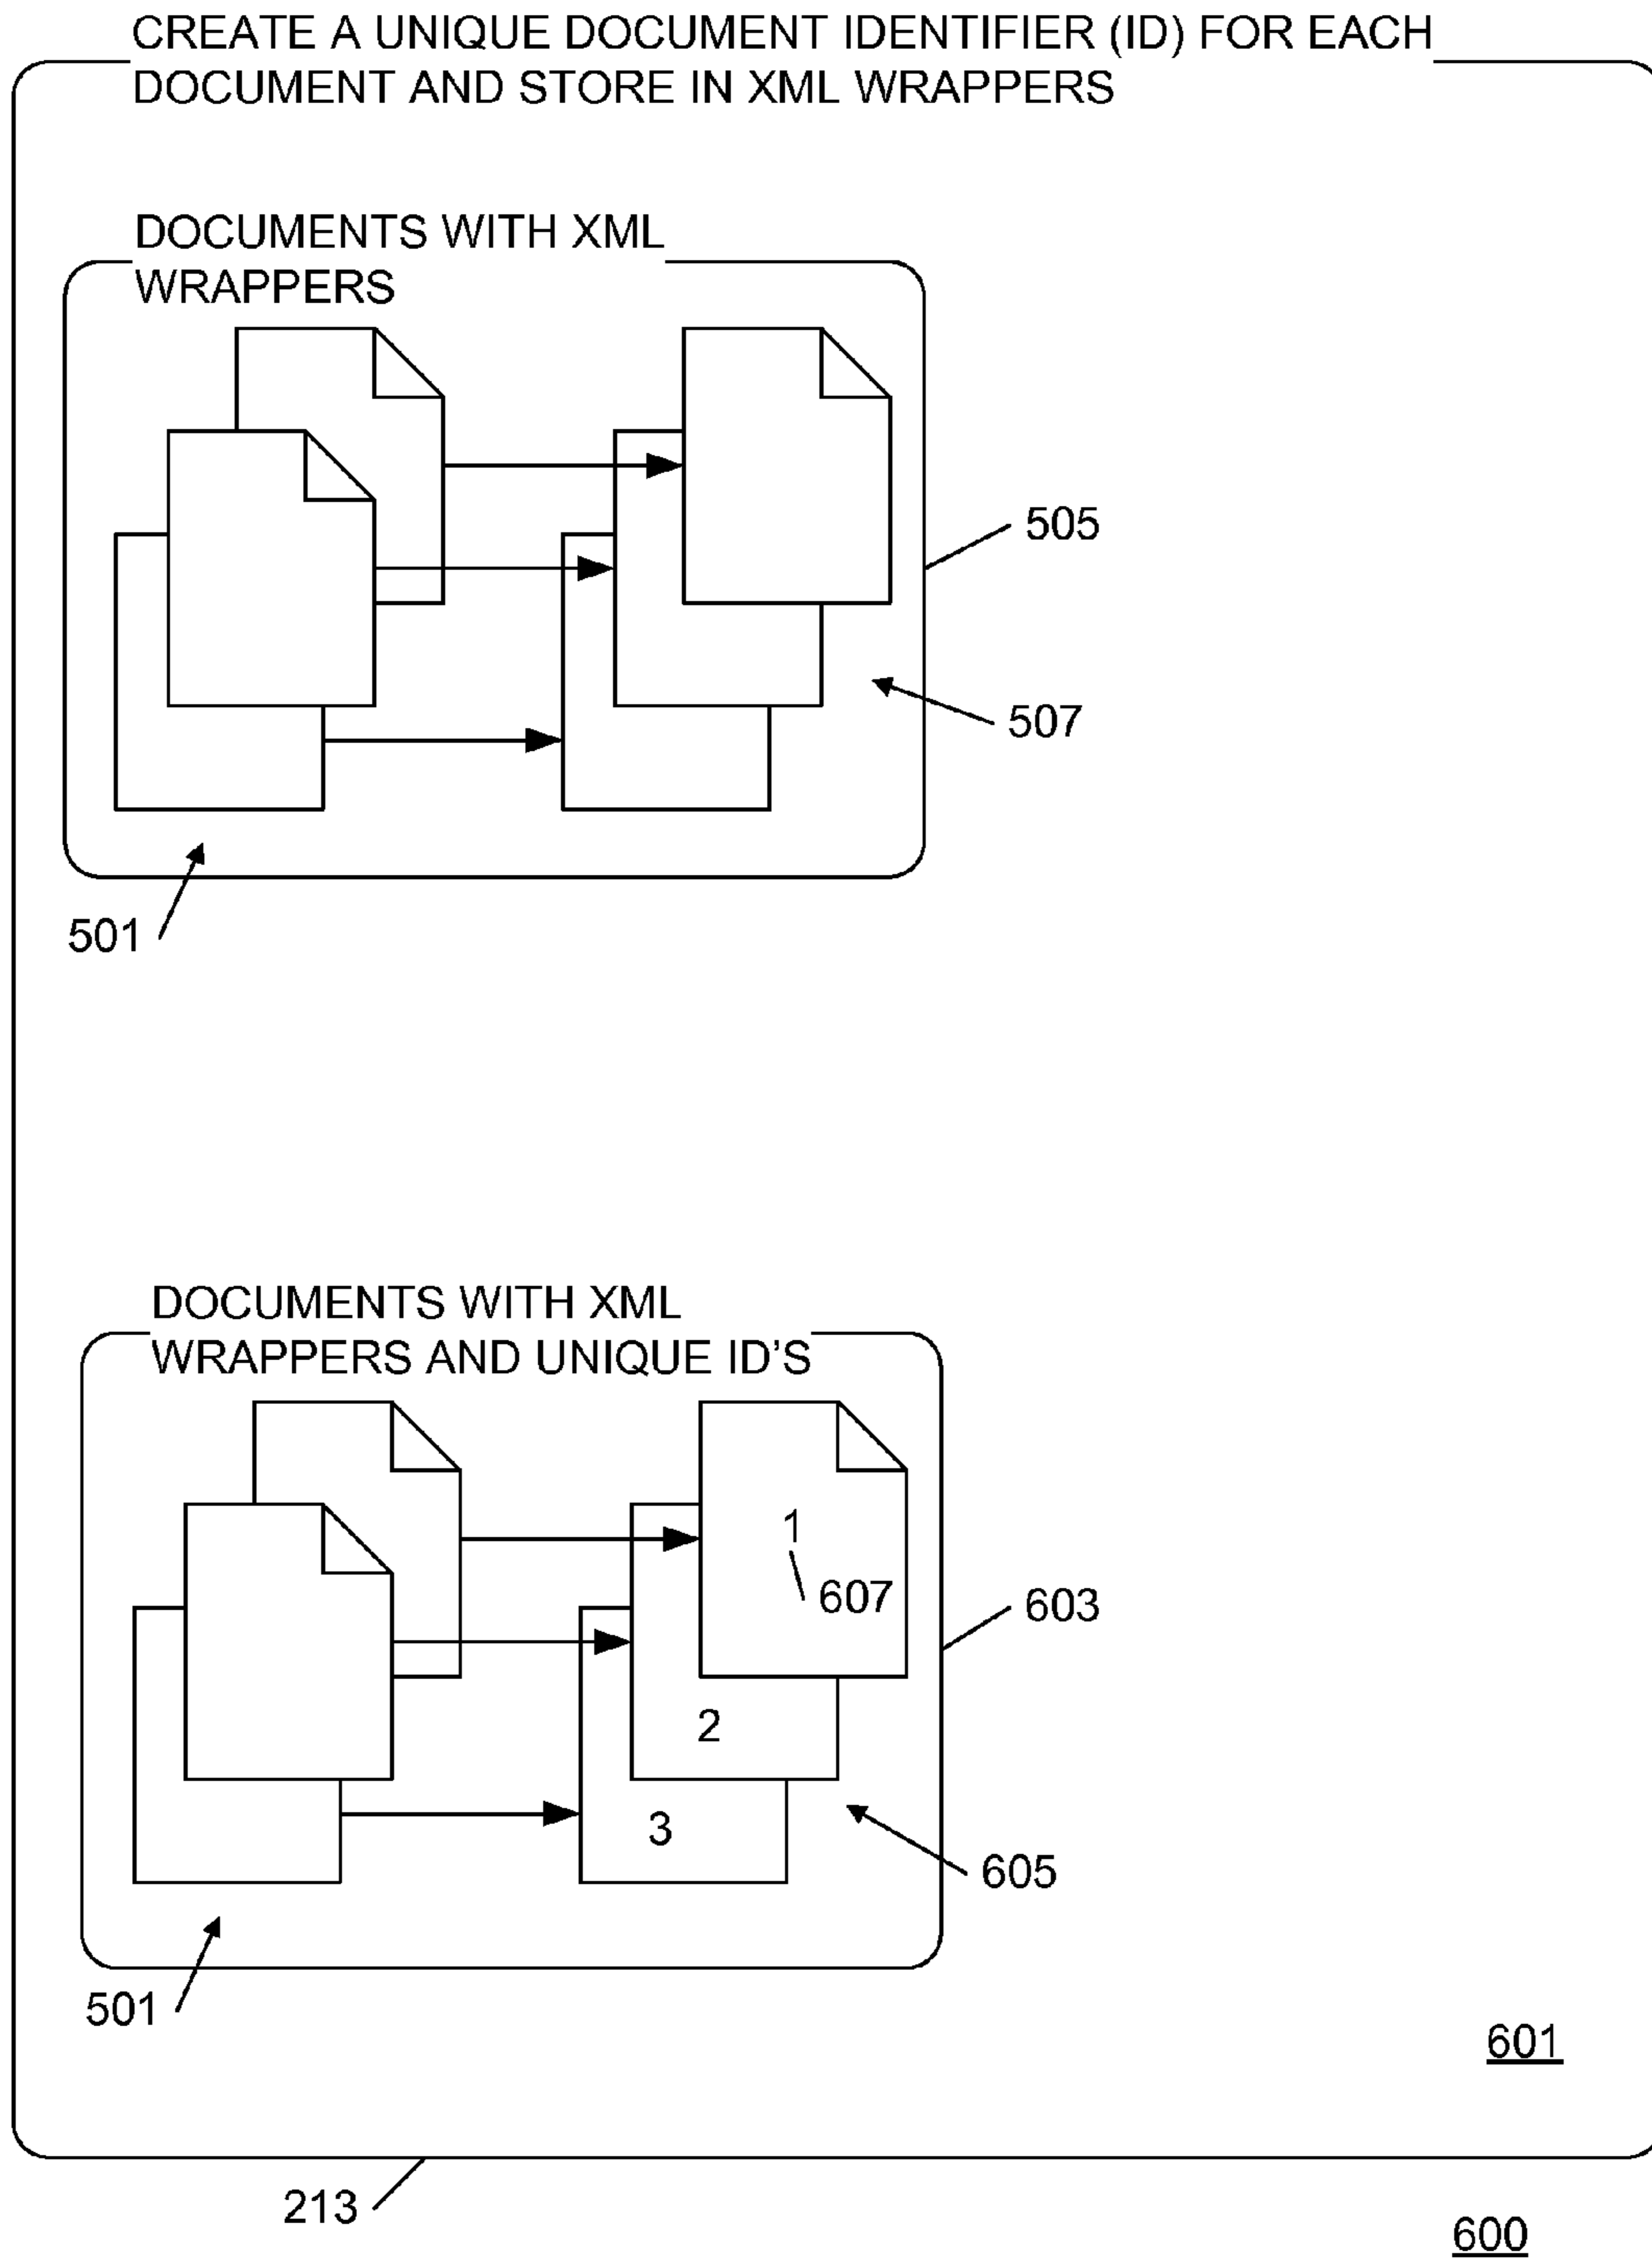 CREATE A UNIQUE DOCUMENT IDENTIFIER (ID) FOR EACH
DOCUMENT AND STORE IN XML WRAPPERS
DOCUMENTS WITH XML
WRAPPERS
505
507
501
DOCUMENTS WITH XML
WRAPPERS AND UNIQUE ID'S
1
607
603
2
3
605
501
601
213
600